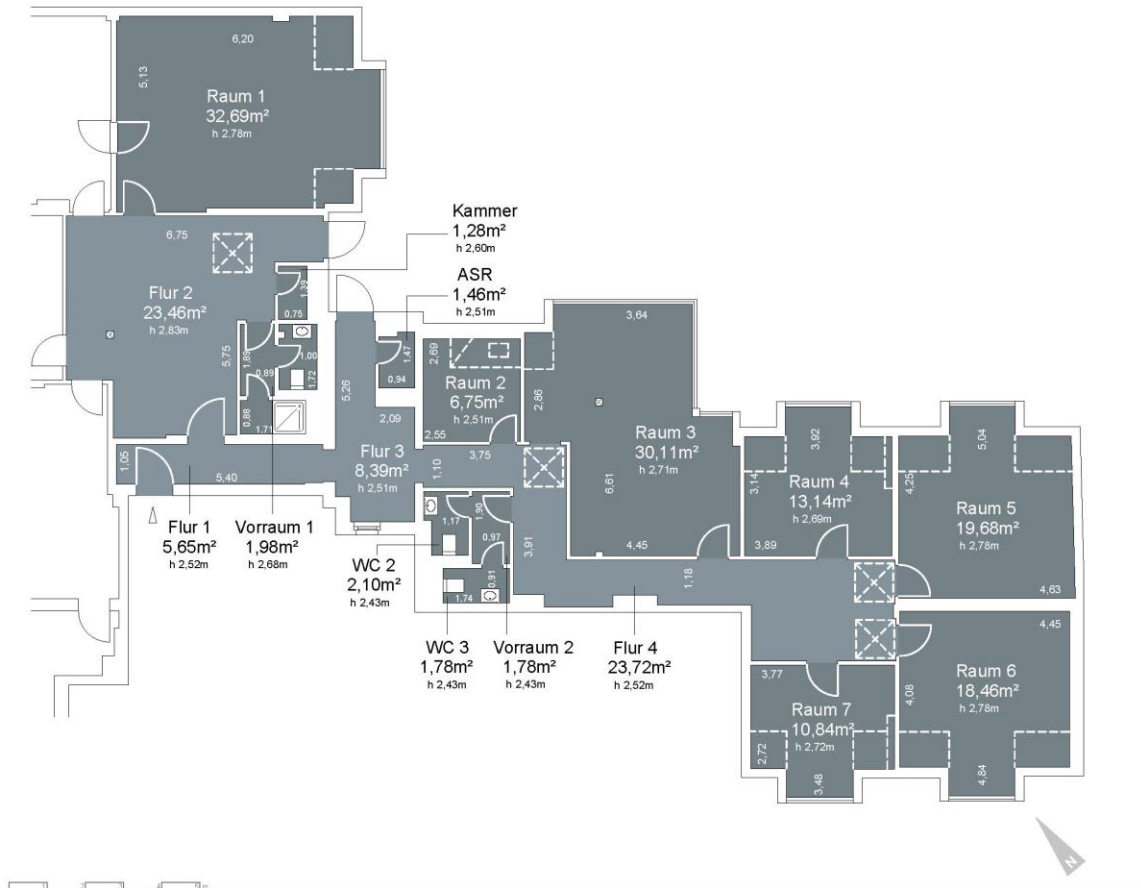 6,20
5,13
Raum 1
32,69m²
h 2,78m
Kammer
1,28m²
h 2,60m
6,75
ASR
1,46m²
h 2,51m
Flur 2
23,46m²
h 2,83m
1,39
0,75
5,75
1,89
0,89
1,00
1,72
0,88
1,71
5,26
1,47
0,94
2,09
2,69
Raum 2
6,75m²
h 2,51m
2,55
3,64
2,86
Raum 3
30,11m²
h 2,71m
6,61
4,45
3,92
3,14
Raum 4
13,14m²
h 2,69m
3,89
5,04
4,25
Raum 5
19,68m²
h 2,78m
4,63
1,05
5,40
Flur 3
8,39m²
h 2,51m
1,10
3,75
Flur 1
5,65m²
h 2,52m
Vorraum 1
1,98m²
h 2,68m
1,17
1,90
0,97
3,91
WC 2
2,10m²
h 2,43m
0,91
1,74
1,18
WC 3
1,78m²
h 2,43m
Vorraum 2
1,78m²
h 2,43m
Flur 4
23,72m²
h 2,52m
4,45
4,08
Raum 6
18,46m²
h 2,78m
4,84
3,77
Raum 7
10,84m²
h 2,72m
2,72
3,48
N